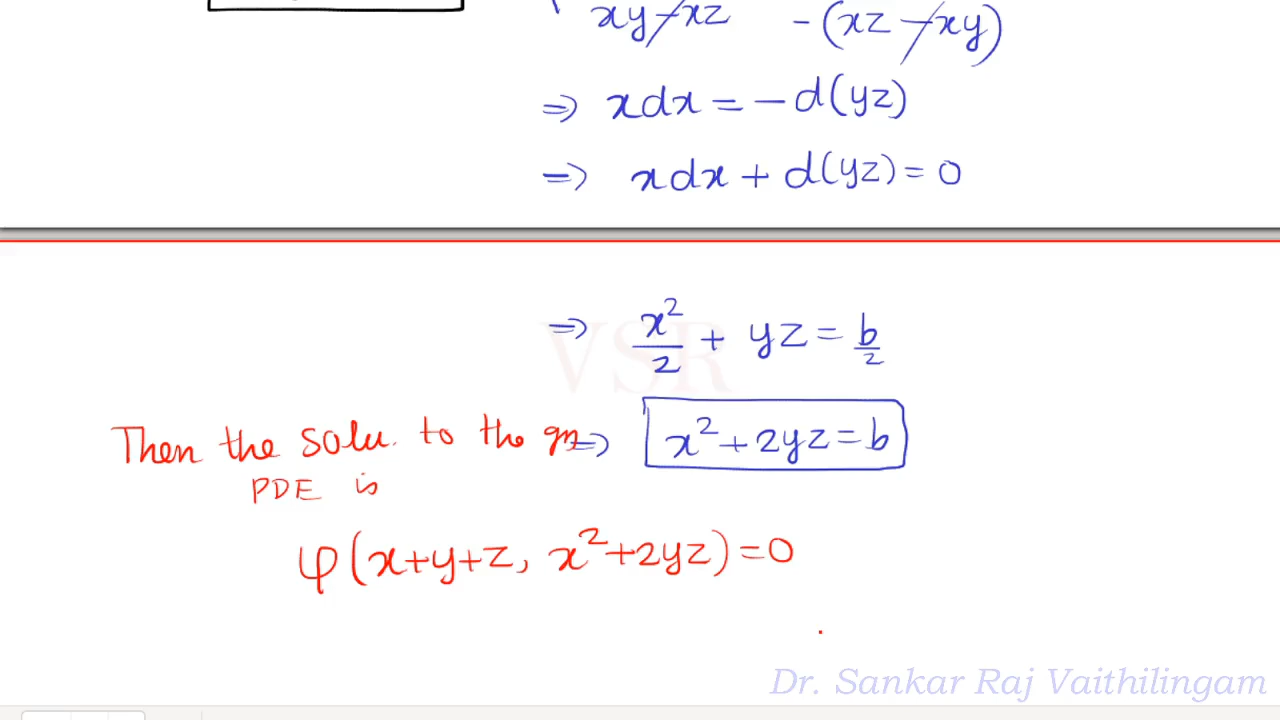 xy-xz   -(xz-xy)
⇒ xdx = -d(yz)
⇒ xdx + d(yz) = 0
⇒ x²/2 + yz = b/2
Then the solu. to the gn ⇒ x² + 2yz = b
PDE is
φ(x+y+z, x²+2yz) = 0
VSR
Dr. Sankar Raj Vaithilingam